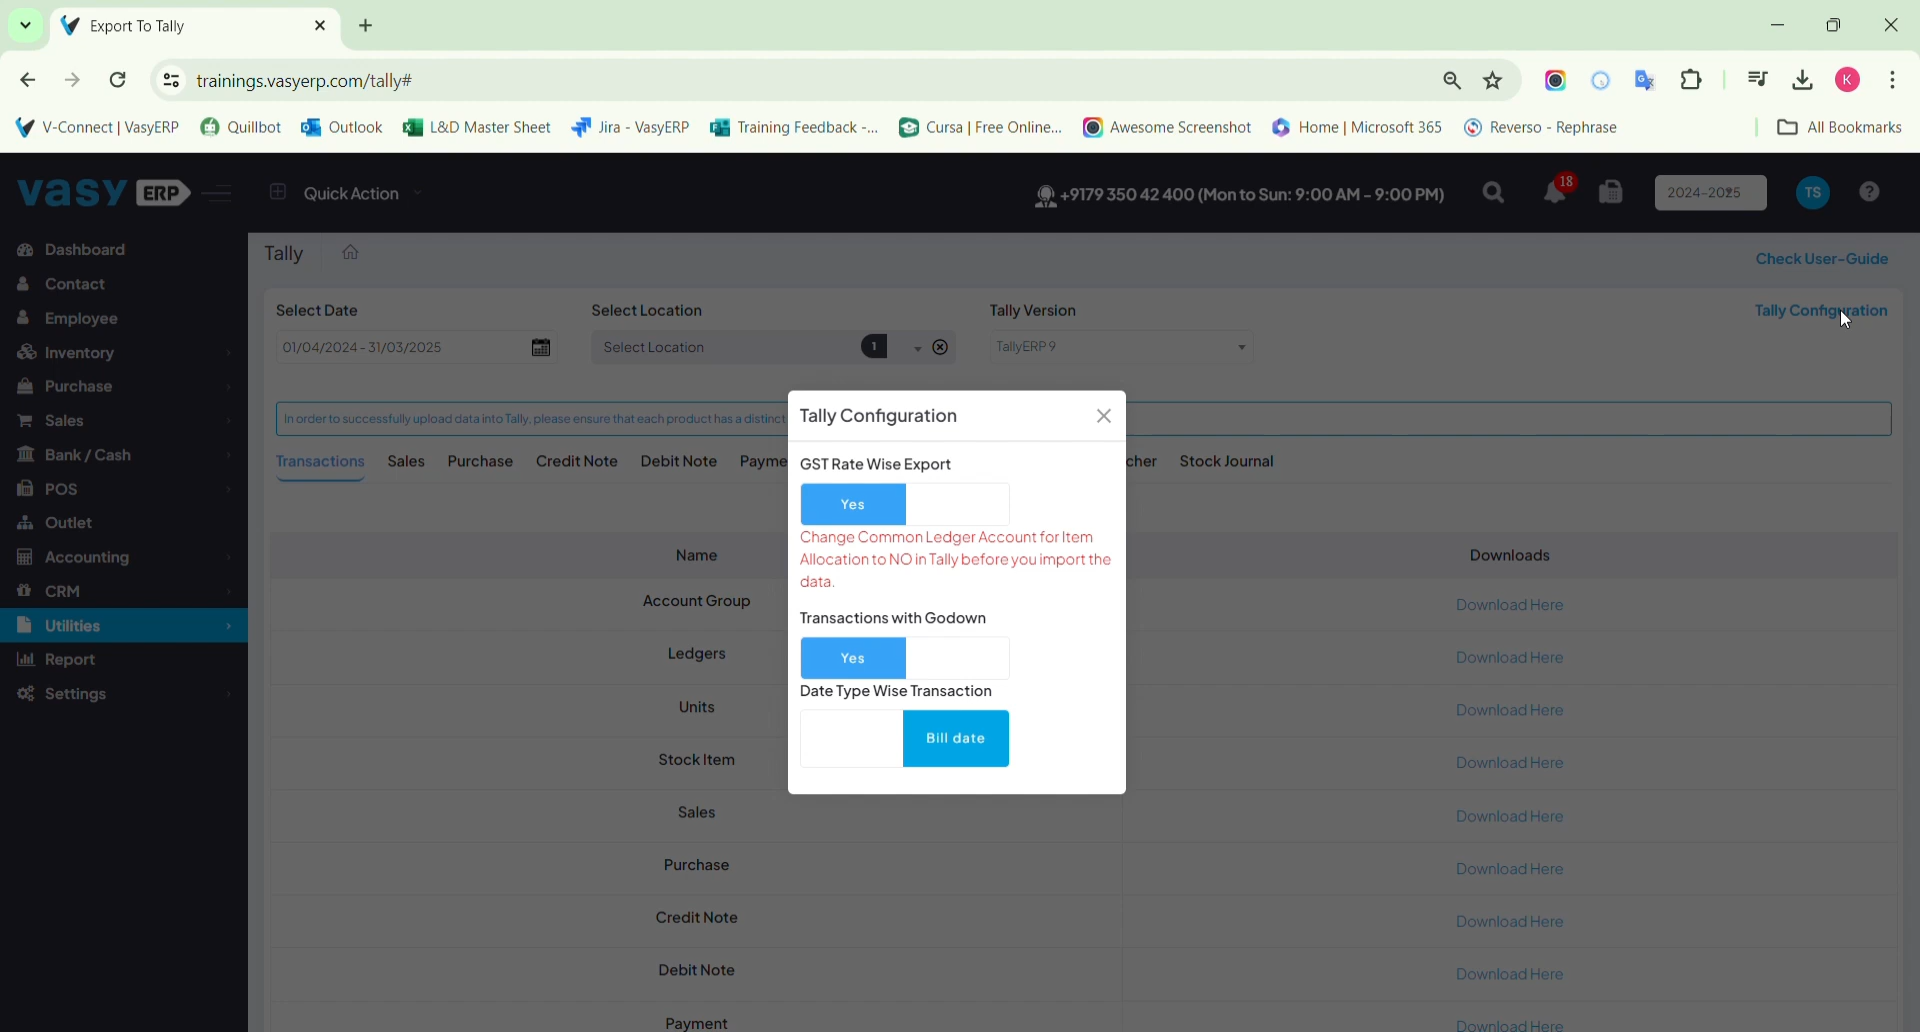 Export To Tally
trainings.vasyerp.com/tally#
K
V-Connect | VasyERP
Quillbot
Outlook
L&D Master Sheet
Jira - VasyERP
Training Feedback -...
Cursa | Free Online...
Awesome Screenshot
Home | Microsoft 365
Reverso - Rephrase
All Bookmarks
vasy ERP
Quick Action
+9179 350 42 400 (Mon to Sun: 9:00 AM - 9:00 PM)
18
2024-2025
TS
Dashboard
Contact
Employee
Inventory
Purchase
Sales
Bank / Cash
POS
Outlet
Accounting
CRM
Utilities
Report
Settings
Tally
Check User-Guide
Select Date
Select Location
Tally Version
Tally Configuration
01/04/2024 - 31/03/2025
Select Location
1
TallyERP 9
In order to successfully upload data into Tally, please ensure that each product has a distinct
Transactions
Sales
Purchase
Credit Note
Debit Note
Payme
cher
Stock Journal
Name
Downloads
Account Group
Download Here
Ledgers
Download Here
Units
Download Here
Stock Item
Download Here
Sales
Download Here
Purchase
Download Here
Credit Note
Download Here
Debit Note
Download Here
Payment
Download Here
Tally Configuration
GST Rate Wise Export
Yes
Change Common Ledger Account for Item
Allocation to NO in Tally before you import the
data.
Transactions with Godown
Yes
Date Type Wise Transaction
Bill date